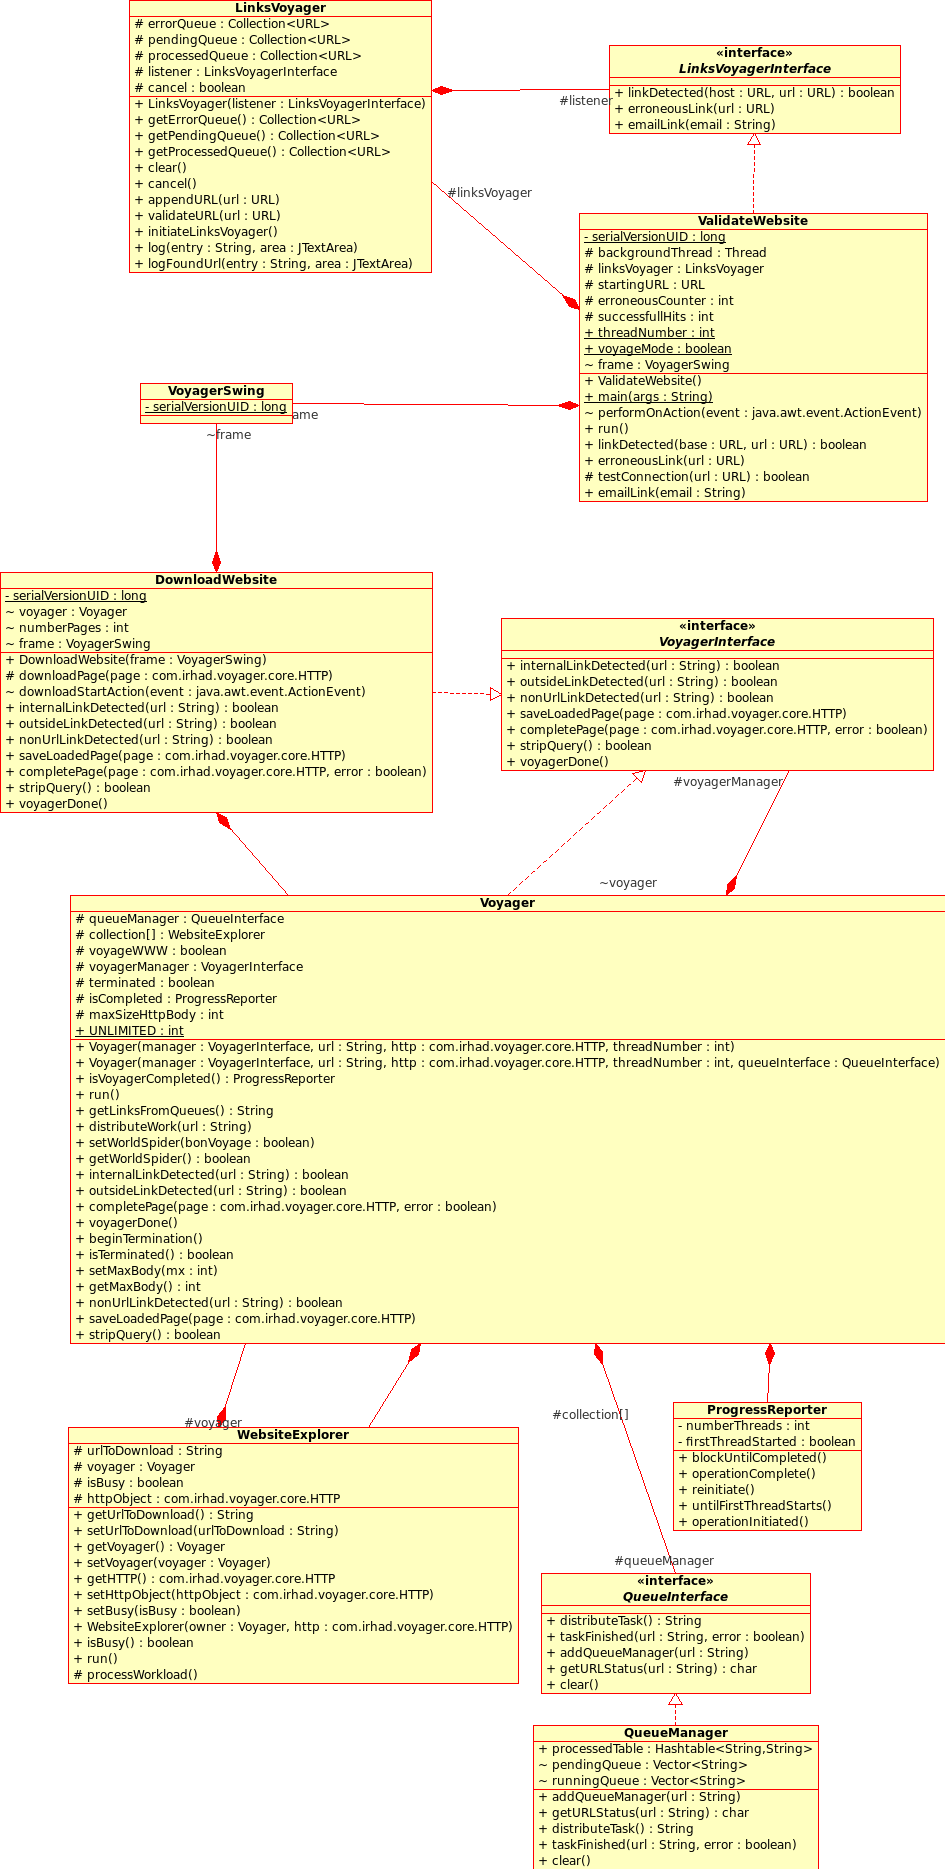 LinksVoyager
# errorQueue : Collection<URL>
# pendingQueue : Collection<URL>
# processedQueue : Collection<URL>
# listener : LinksVoyagerInterface
# cancel : boolean
+ LinksVoyager(listener : LinksVoyagerInterface)
+ getErrorQueue() : Collection<URL>
+ getPendingQueue() : Collection<URL>
+ getProcessedQueue() : Collection<URL>
+ clear()
+ cancel()
+ appendURL(url : URL)
+ validateURL(url : URL)
+ initiateLinksVoyager()
+ log(entry : String, area : JTextArea)
+ logFoundUrl(entry : String, area : JTextArea)
«interface»
LinksVoyagerInterface
+ linkDetected(host : URL, url : URL) : boolean
+ erroneousLink(url : URL)
+ emailLink(email : String)
#listener
#linksVoyager
ValidateWebsite
- serialVersionUID : long
# backgroundThread : Thread
# linksVoyager : LinksVoyager
# startingURL : URL
# erroneousCounter : int
# successfullHits : int
+ threadNumber : int
+ voyageMode : boolean
~ frame : VoyagerSwing
+ ValidateWebsite()
+ main(args : String)
~ performOnAction(event : java.awt.event.ActionEvent)
+ run()
+ linkDetected(base : URL, url : URL) : boolean
+ erroneousLink(url : URL)
# testConnection(url : URL) : boolean
+ emailLink(email : String)
VoyagerSwing
- serialVersionUID : long
ame
~frame
DownloadWebsite
- serialVersionUID : long
~ voyager : Voyager
~ numberPages : int
~ frame : VoyagerSwing
+ DownloadWebsite(frame : VoyagerSwing)
# downloadPage(page : com.irhad.voyager.core.HTTP)
~ downloadStartAction(event : java.awt.event.ActionEvent)
+ internalLinkDetected(url : String) : boolean
+ outsideLinkDetected(url : String) : boolean
+ nonUrlLinkDetected(url : String) : boolean
+ saveLoadedPage(page : com.irhad.voyager.core.HTTP)
+ completePage(page : com.irhad.voyager.core.HTTP, error : boolean)
+ stripQuery() : boolean
+ voyagerDone()
«interface»
VoyagerInterface
+ internalLinkDetected(url : String) : boolean
+ outsideLinkDetected(url : String) : boolean
+ nonUrlLinkDetected(url : String) : boolean
+ saveLoadedPage(page : com.irhad.voyager.core.HTTP)
+ completePage(page : com.irhad.voyager.core.HTTP, error : boolean)
+ stripQuery() : boolean
+ voyagerDone()
#voyagerManager
~voyager
Voyager
# queueManager : QueueInterface
# collection[] : WebsiteExplorer
# voyageWWW : boolean
# voyagerManager : VoyagerInterface
# terminated : boolean
# isCompleted : ProgressReporter
# maxSizeHttpBody : int
+ UNLIMITED : int
+ Voyager(manager : VoyagerInterface, url : String, http : com.irhad.voyager.core.HTTP, threadNumber : int)
+ Voyager(manager : VoyagerInterface, url : String, http : com.irhad.voyager.core.HTTP, threadNumber : int, queueInterface : QueueInterface)
+ isVoyagerCompleted() : ProgressReporter
+ run()
+ getLinksFromQueues() : String
+ distributeWork(url : String)
+ setWorldSpider(bonVoyage : boolean)
+ getWorldSpider() : boolean
+ internalLinkDetected(url : String) : boolean
+ outsideLinkDetected(url : String) : boolean
+ completePage(page : com.irhad.voyager.core.HTTP, error : boolean)
+ voyagerDone()
+ beginTermination()
+ isTerminated() : boolean
+ setMaxBody(mx : int)
+ getMaxBody() : int
+ nonUrlLinkDetected(url : String) : boolean
+ saveLoadedPage(page : com.irhad.voyager.core.HTTP)
+ stripQuery() : boolean
#voyager
#collection[]
WebsiteExplorer
# urlToDownload : String
# voyager : Voyager
# isBusy : boolean
# httpObject : com.irhad.voyager.core.HTTP
+ getUrlToDownload() : String
+ setUrlToDownload(urlToDownload : String)
+ getVoyager() : Voyager
+ setVoyager(voyager : Voyager)
+ getHTTP() : com.irhad.voyager.core.HTTP
+ setHttpObject(httpObject : com.irhad.voyager.core.HTTP)
+ setBusy(isBusy : boolean)
+ WebsiteExplorer(owner : Voyager, http : com.irhad.voyager.core.HTTP)
+ isBusy() : boolean
+ run()
# processWorkload()
ProgressReporter
- numberThreads : int
- firstThreadStarted : boolean
+ blockUntilCompleted()
+ operationComplete()
+ reinitiate()
+ untilFirstThreadStarts()
+ operationInitiated()
#queueManager
«interface»
QueueInterface
+ distributeTask() : String
+ taskFinished(url : String, error : boolean)
+ addQueueManager(url : String)
+ getURLStatus(url : String) : char
+ clear()
QueueManager
+ processedTable : Hashtable<String,String>
~ pendingQueue : Vector<String>
~ runningQueue : Vector<String>
+ addQueueManager(url : String)
+ getURLStatus(url : String) : char
+ distributeTask() : String
+ taskFinished(url : String, error : boolean)
+ clear()